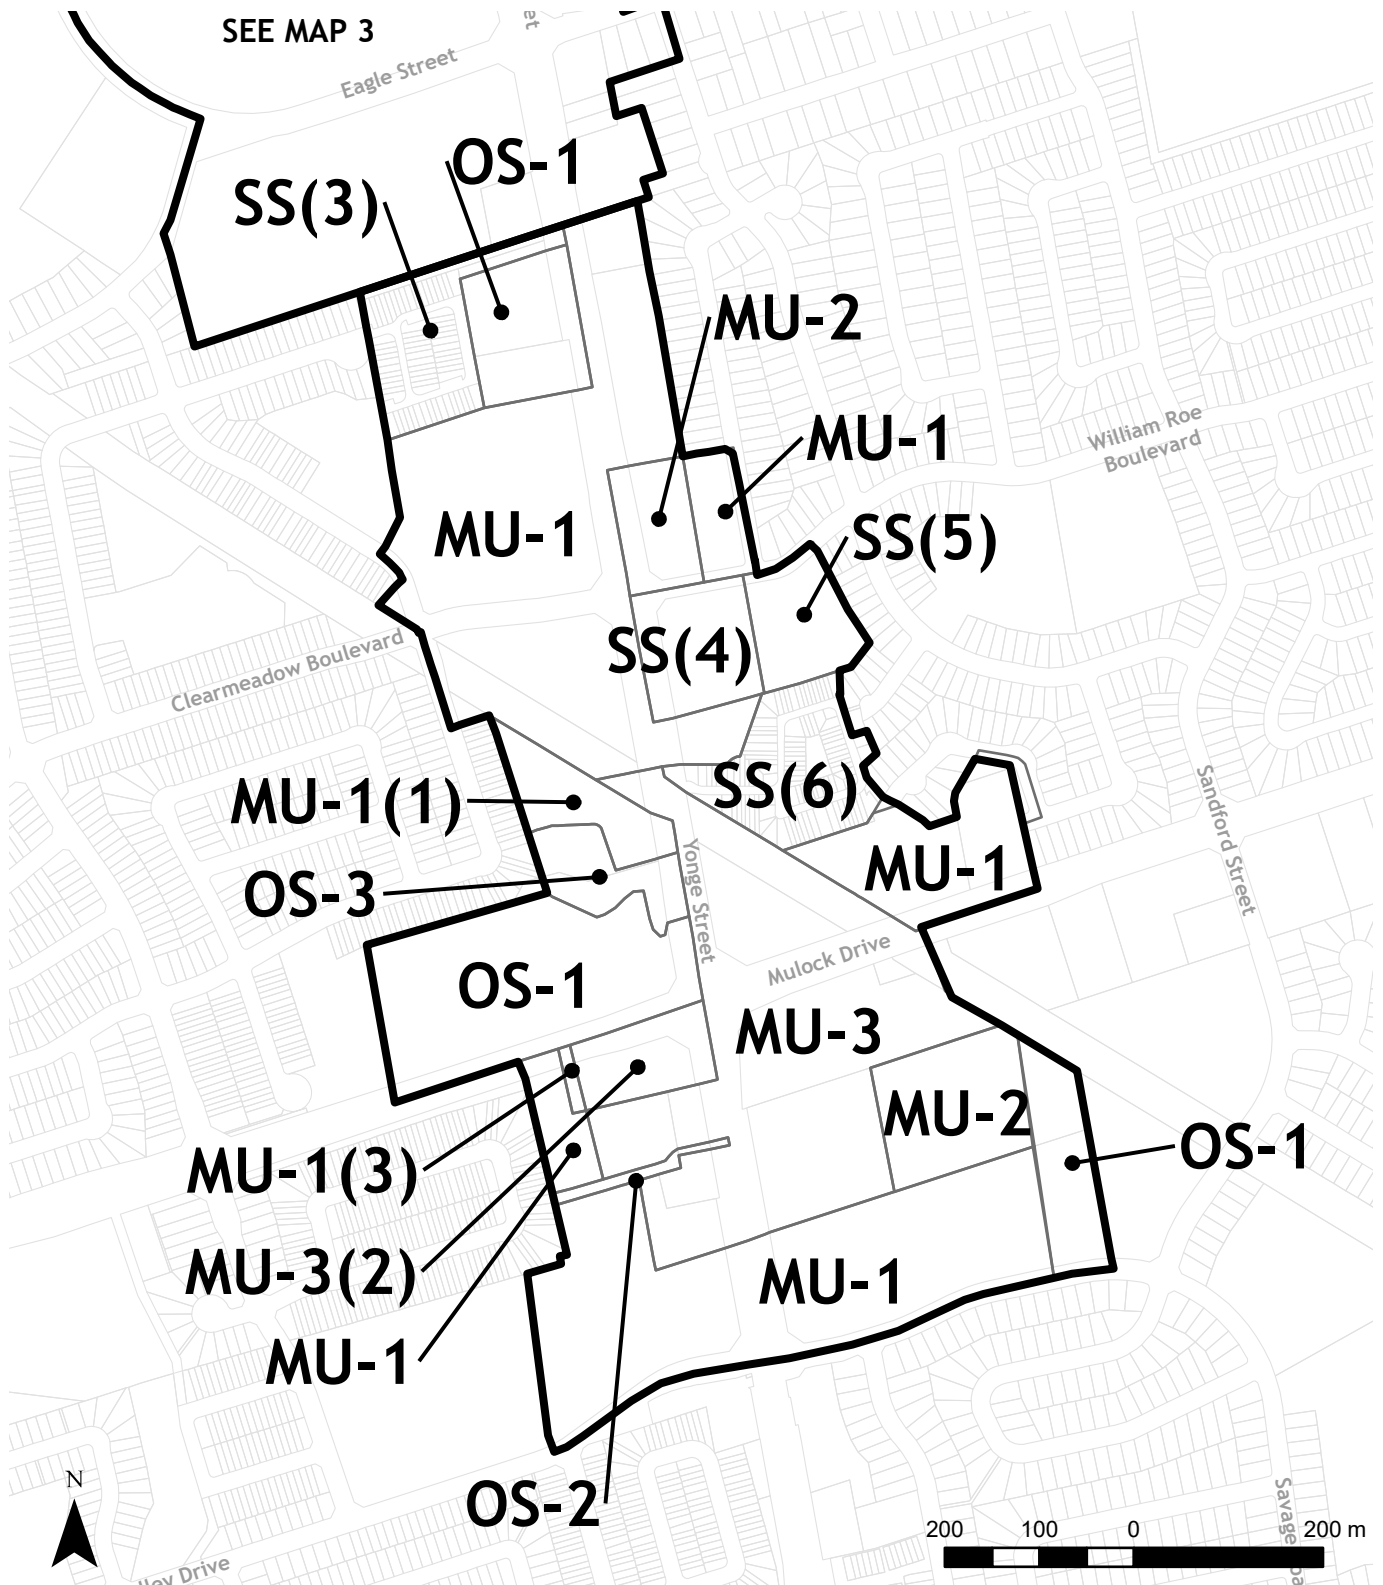 SEE MAP 3
Eagle Street
OS-1
SS(3)
MU-2
MU-1
William Roe
Boulevard
MU-1
SS(5)
SS(4)
Clearmeadow Boulevard
MU-1(1)
SS(6)
Sandford Street
OS-3
MU-1
Yonge Street
Mulock Drive
OS-1
MU-3
MU-2
OS-1
MU-1(3)
MU-3(2)
MU-1
MU-1
OS-2
N
Savage
200 100 0 200 m
Drive